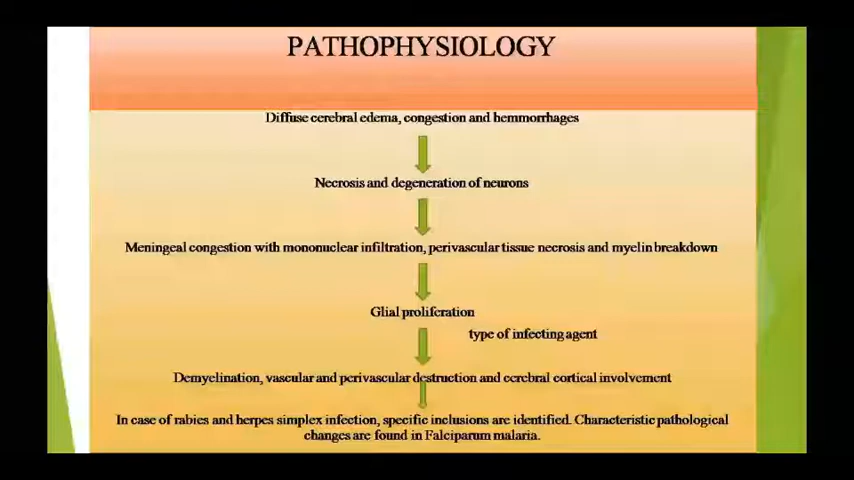 PATHOPHYSIOLOGY
Diffuse cerebral edema, congestion and hemmorrhages
Necrosis and degeneration of neurons
Meningeal congestion with mononuclear infiltration, perivascular tissue necrosis and myelin breakdown
Glial proliferation
type of infecting agent
Demyelination, vascular and perivascular destruction and cerebral cortical involvement
In case of rabies and herpes simplex infection, specific inclusions are identified. Characteristic pathological
changes are found in Falciparum malaria.